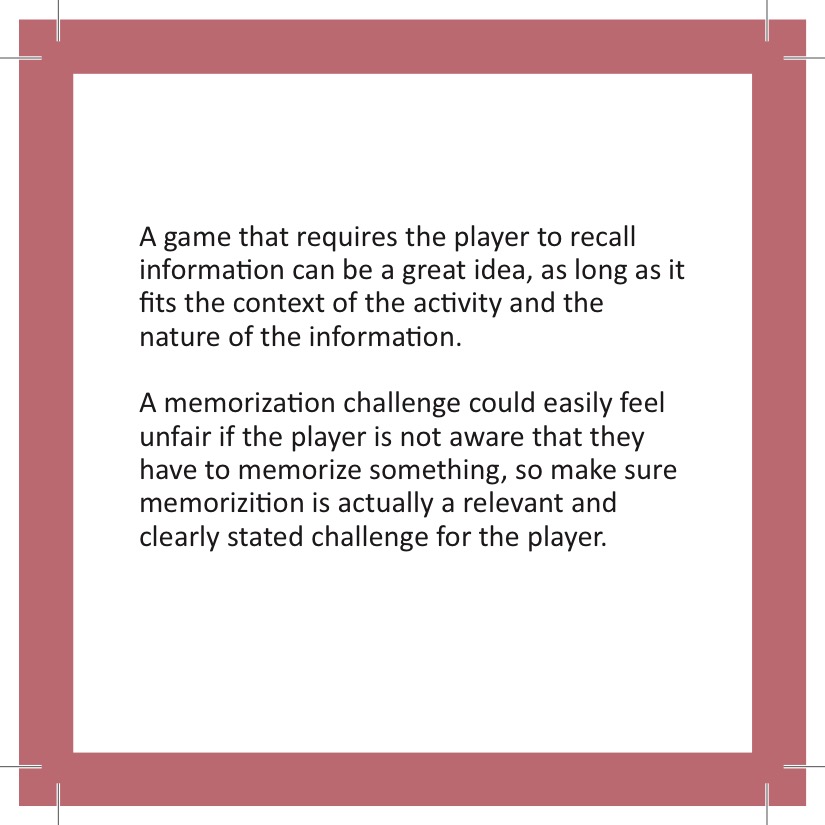 A game that requires the player to recall
information can be a great idea, as long as it
fits the context of the activity and the
nature of the information.
A memorization challenge could easily feel
unfair if the player is not aware that they
have to memorize something, so make sure
memorizition is actually a relevant and
clearly stated challenge for the player.